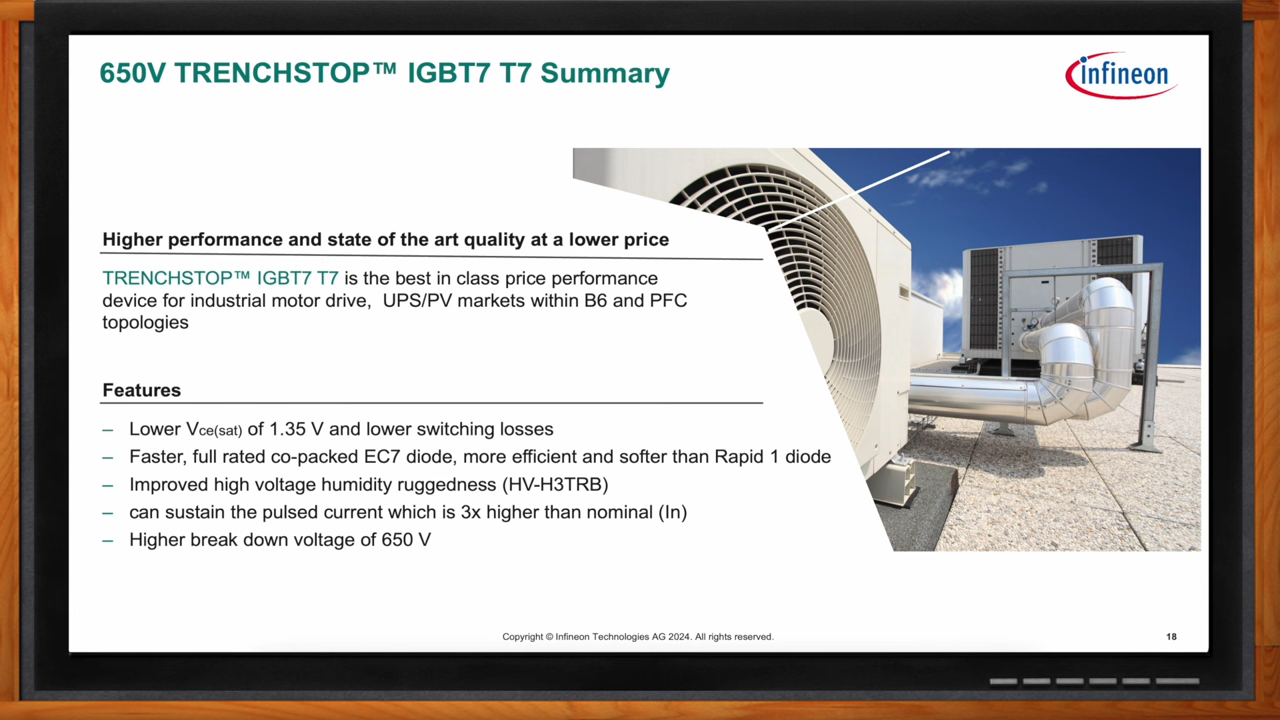 650V TRENCHSTOP™ IGBT7 T7 Summary
infineon
Higher performance and state of the art quality at a lower price
TRENCHSTOP™ IGBT7 T7 is the best in class price performance
device for industrial motor drive, UPS/PV markets within B6 and PFC
topologies
Features
– Lower Vce(sat) of 1.35 V and lower switching losses
– Faster, full rated co-packed EC7 diode, more efficient and softer than Rapid 1 diode
– Improved high voltage humidity ruggedness (HV-H3TRB)
– can sustain the pulsed current which is 3x higher than nominal (In)
– Higher break down voltage of 650 V
Copyright © Infineon Technologies AG 2024. All rights reserved.
18